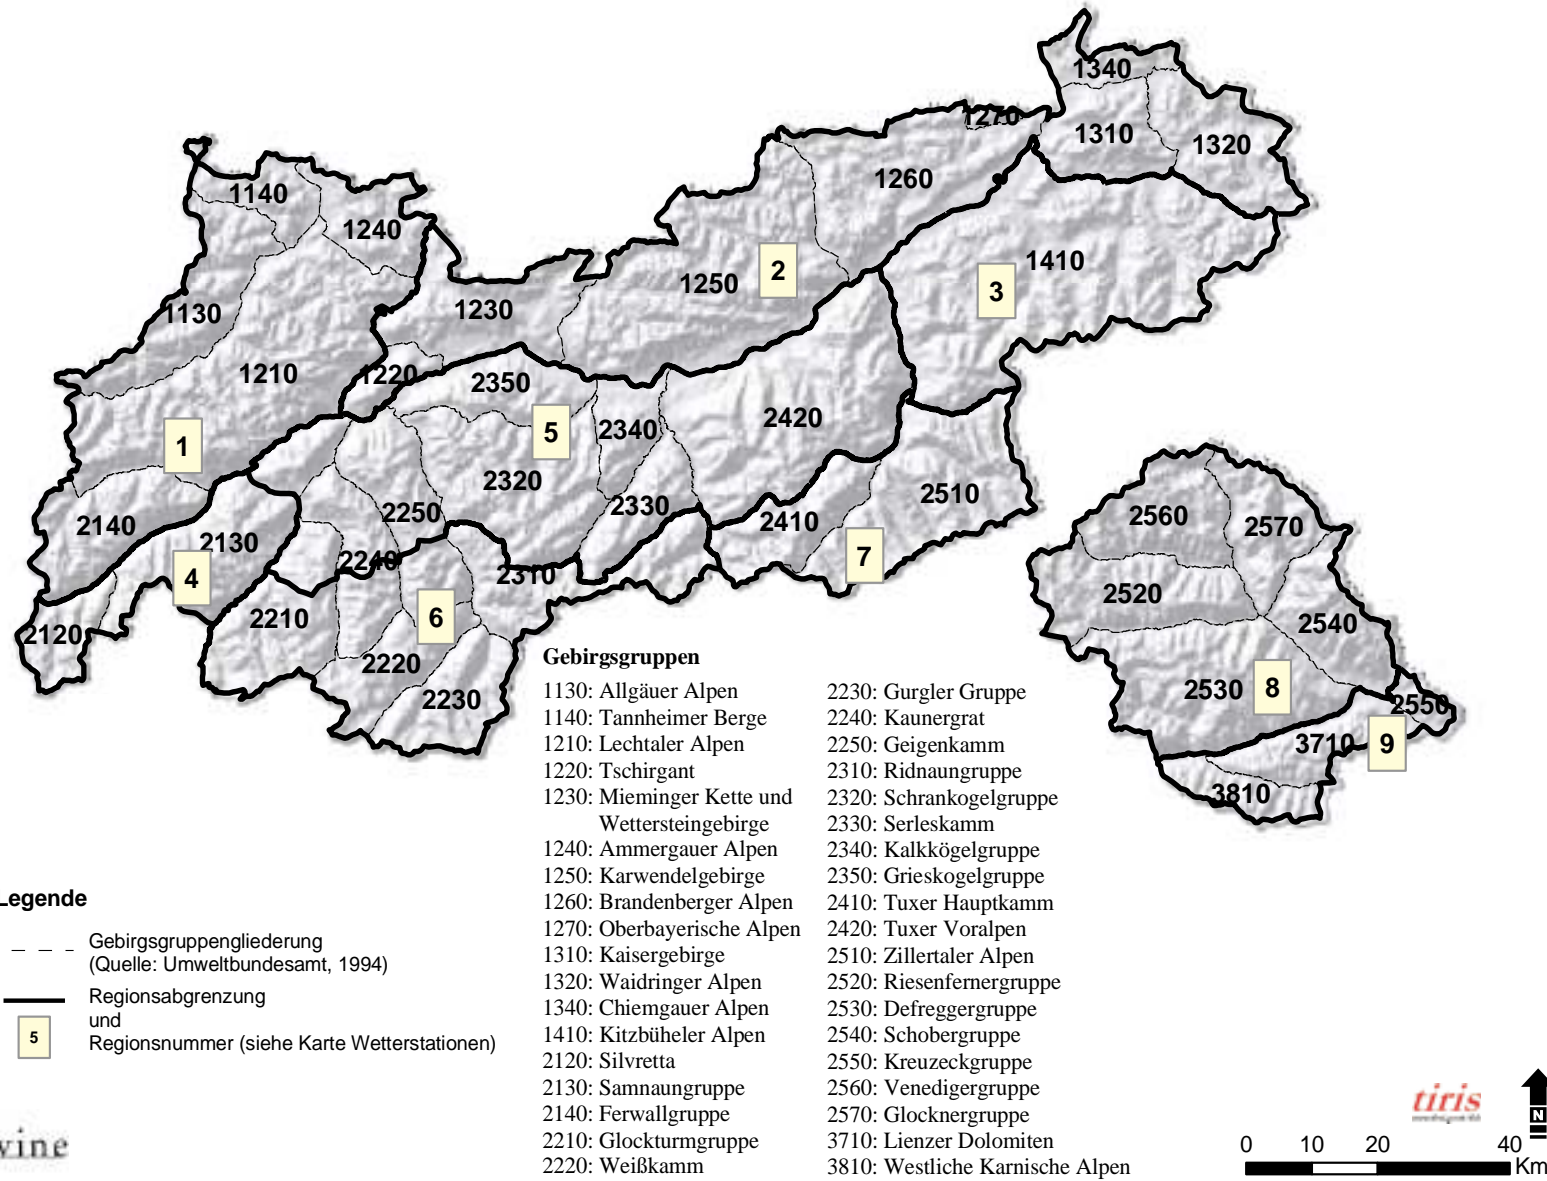 1340
1270
1310
1320
1140
1260
1240
1410
2
1250
3
1130
1230
1210
1220
2350
2340
2420
1
5
2320
2510
2140
2250
2330
2410
2560
2570
2130
2240
7
4
2310
2520
2120
2210
6
2540
2220
2530
8
2230
2550
3710
9
3810
Gebirgsgruppen
1130: Allgäuer Alpen
1140: Tannheimer Berge
1210: Lechtaler Alpen
1220: Tschirgant
1230: Mieminger Kette und
Wettersteingebirge
1240: Ammergauer Alpen
1250: Karwendelgebirge
1260: Brandenberger Alpen
1270: Oberbayerische Alpen
1310: Kaisergebirge
1320: Waidringer Alpen
1340: Chiemgauer Alpen
1410: Kitzbüheler Alpen
2120: Silvretta
2130: Samnaungruppe
2140: Ferwallgruppe
2210: Glockturmgruppe
2220: Weißkamm
2230: Gurgler Gruppe
2240: Kaunergrat
2250: Geigenkamm
2310: Ridnaungruppe
2320: Schrankogelgruppe
2330: Serleskamm
2340: Kalkkögelgruppe
2350: Grieskogelgruppe
2410: Tuxer Hauptkamm
2420: Tuxer Voralpen
2510: Zillertaler Alpen
2520: Riesenfernergruppe
2530: Defreggergruppe
2540: Schobergruppe
2550: Kreuzeckgruppe
2560: Venedigergruppe
2570: Glocknergruppe
3710: Lienzer Dolomiten
3810: Westliche Karnische Alpen
Legende
Gebirgsgruppengliederung
(Quelle: Umweltbundesamt, 1994)
Regionsabgrenzung
und
5
Regionsnummer (siehe Karte Wetterstationen)
vine
tiris
N
0 10 20 40
Km